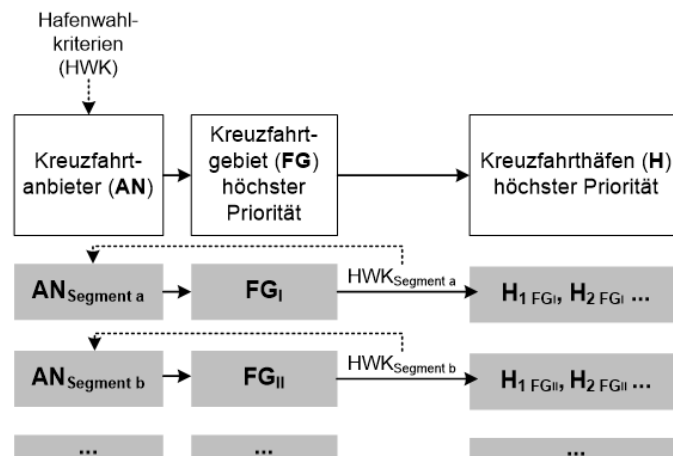 Hafenwahl-
kriterien
(HWK)
Kreuzfahrt-
anbieter (AN)
Kreuzfahrt-
gebiet (FG)
höchster
Priorität
Kreuzfahrthäfen (H)
höchster Priorität
AN Segment a
FG I
HWK Segment a
H1 FGI, H2 FGI ...
AN Segment b
FG II
HWK Segment b
H1 FGII, H2 FGII ...
...
...
...